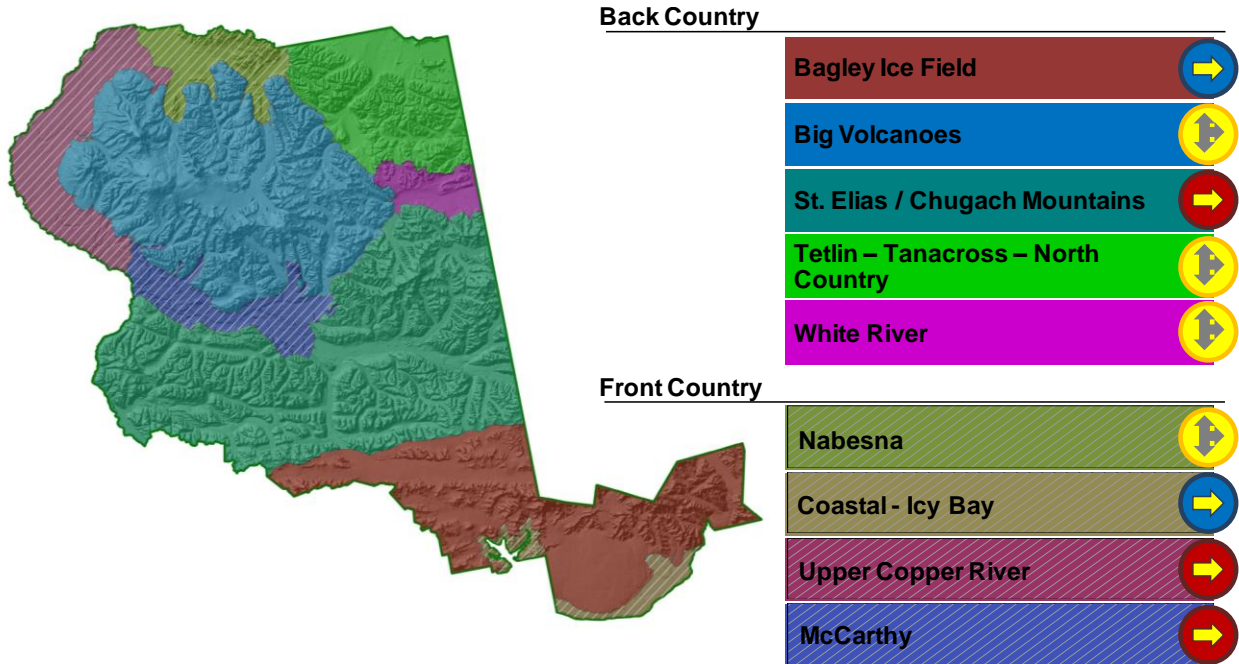 Back Country
Bagley Ice Field
Big Volcanoes
St. Elias / Chugach Mountains
Tetlin – Tanacross – North
Country
White River
Front Country
Nabesna
Coastal - Icy Bay
Upper Copper River
McCarthy